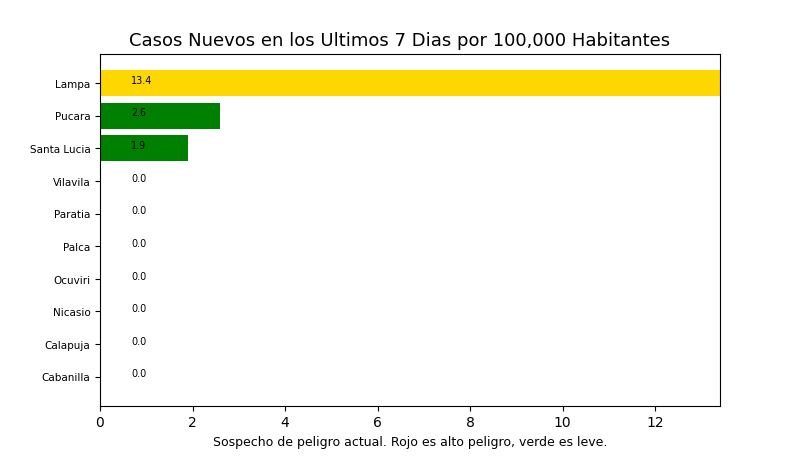 Casos Nuevos en los Ultimos 7 Dias por 100,000 Habitantes
Lampa 13.4
Pucara 2.6
Santa Lucia 1.9
Vilavila 0.0
Paratia 0.0
Palca 0.0
Ocuviri 0.0
Nicasio 0.0
Calapuja 0.0
Cabanilla 0.0
0 2 4 6 8 10 12
Sospecho de peligro actual. Rojo es alto peligro, verde es leve.